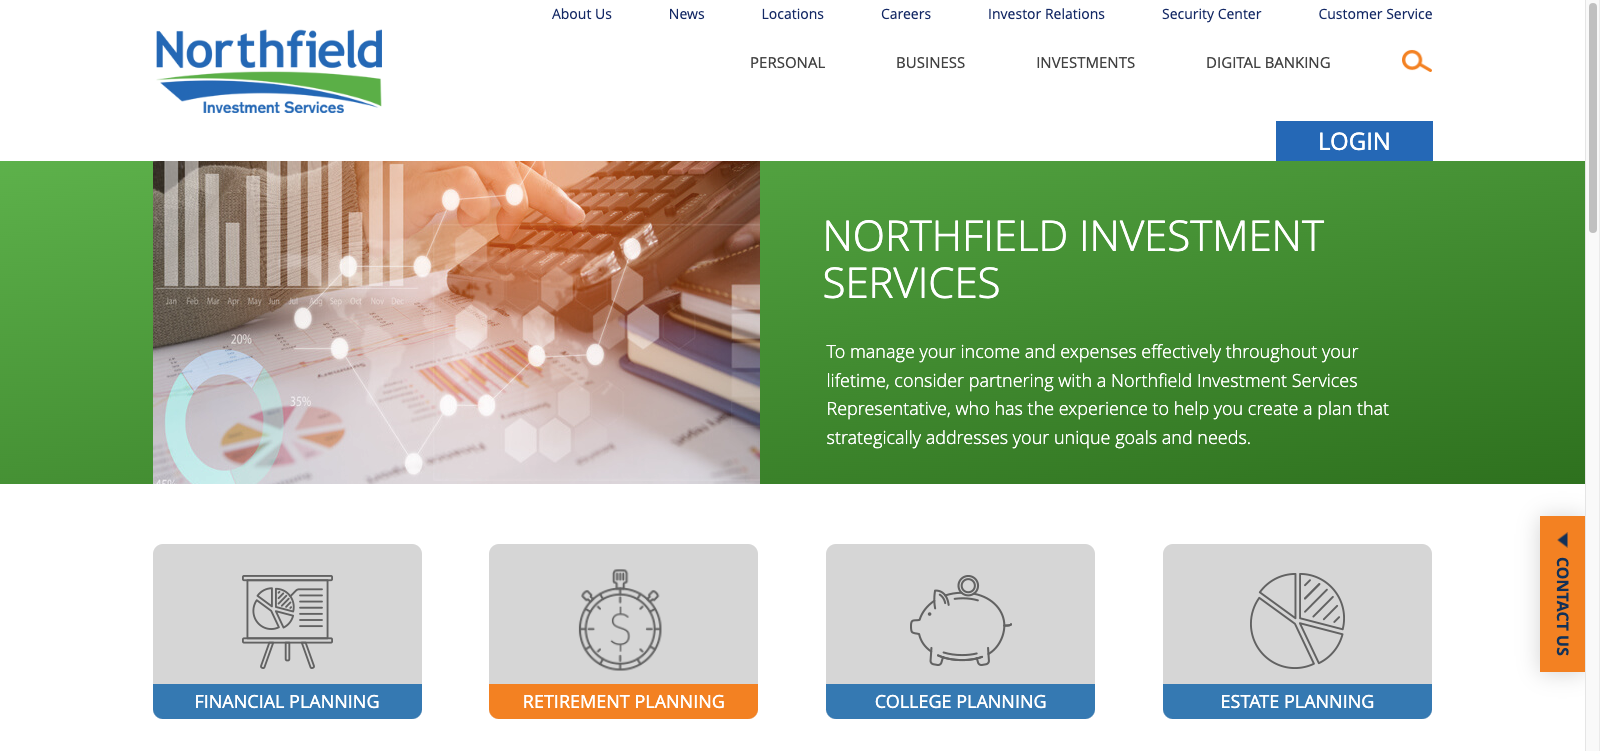 About Us News Locations Careers Investor Relations Security Center Customer Service
Northfield
Investment Services
PERSONAL BUSINESS INVESTMENTS DIGITAL BANKING
LOGIN
Jan Feb Mar Apr May Jun Jul Aug Sep Oct Nov Dec
20%
35%
45%
NORTHFIELD INVESTMENT
SERVICES
To manage your income and expenses effectively throughout your
lifetime, consider partnering with a Northfield Investment Services
Representative, who has the experience to help you create a plan that
strategically addresses your unique goals and needs.
CONTACT US
FINANCIAL PLANNING
RETIREMENT PLANNING
COLLEGE PLANNING
ESTATE PLANNING